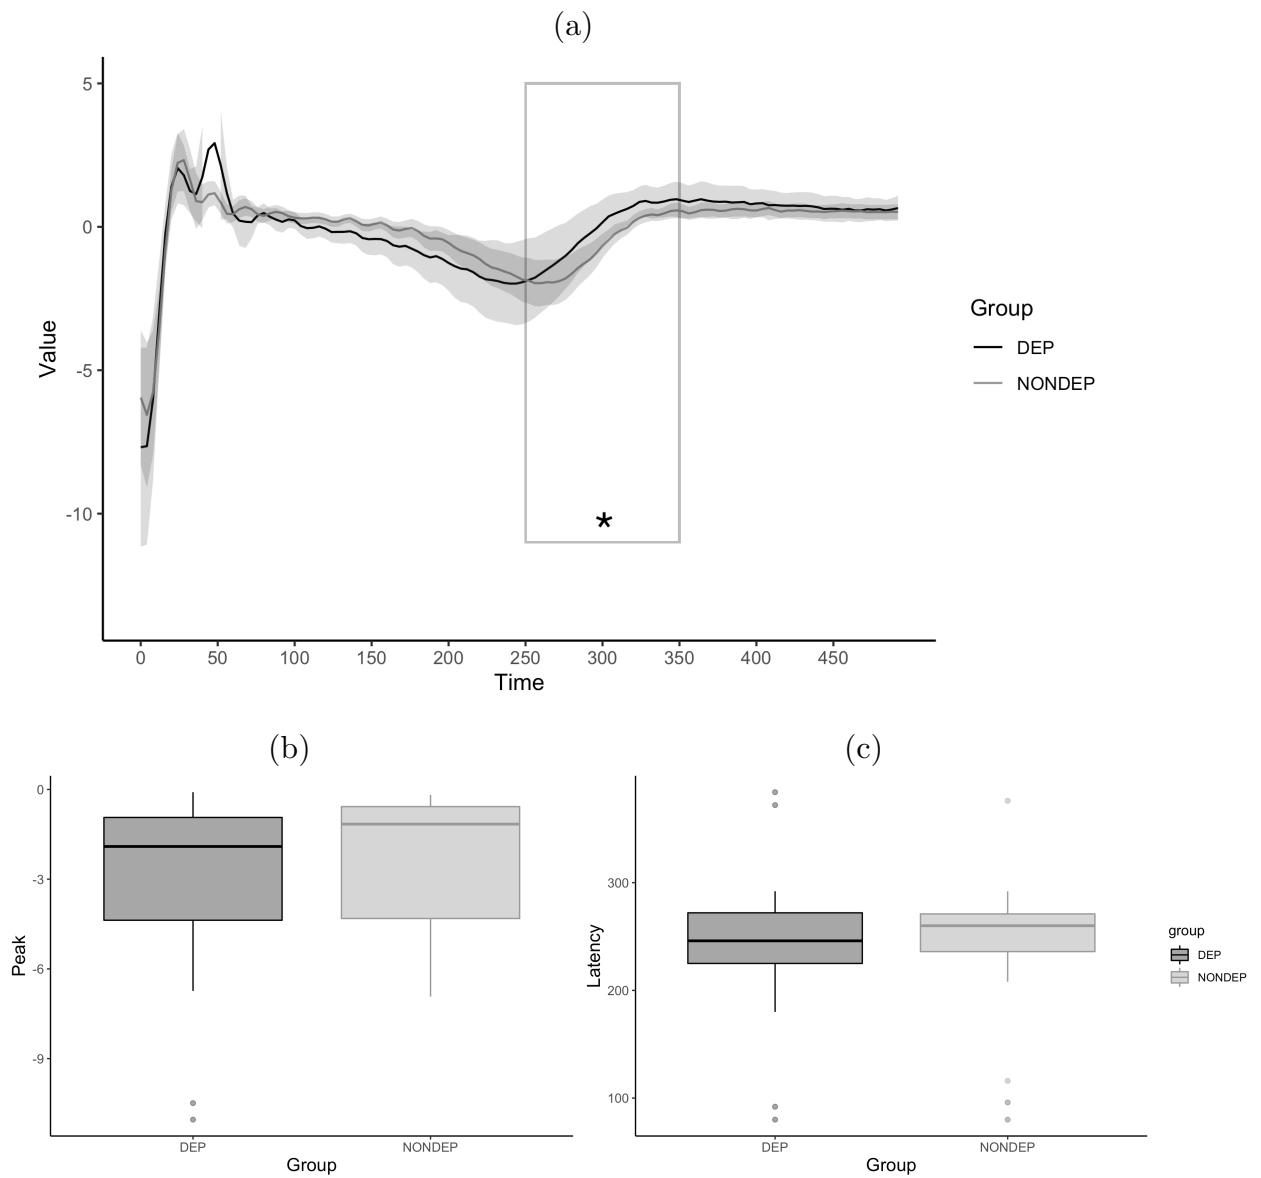 (a)
5
0
-5
-10
Value
*
0 50 100 150 200 250 300 350 400 450
Time
Group
DEP
NONDEP
(b)
0
-3
-6
-9
Peak
DEP NONDEP
Group
(c)
300
200
100
Latency
DEP NONDEP
Group
group
DEP
NONDEP